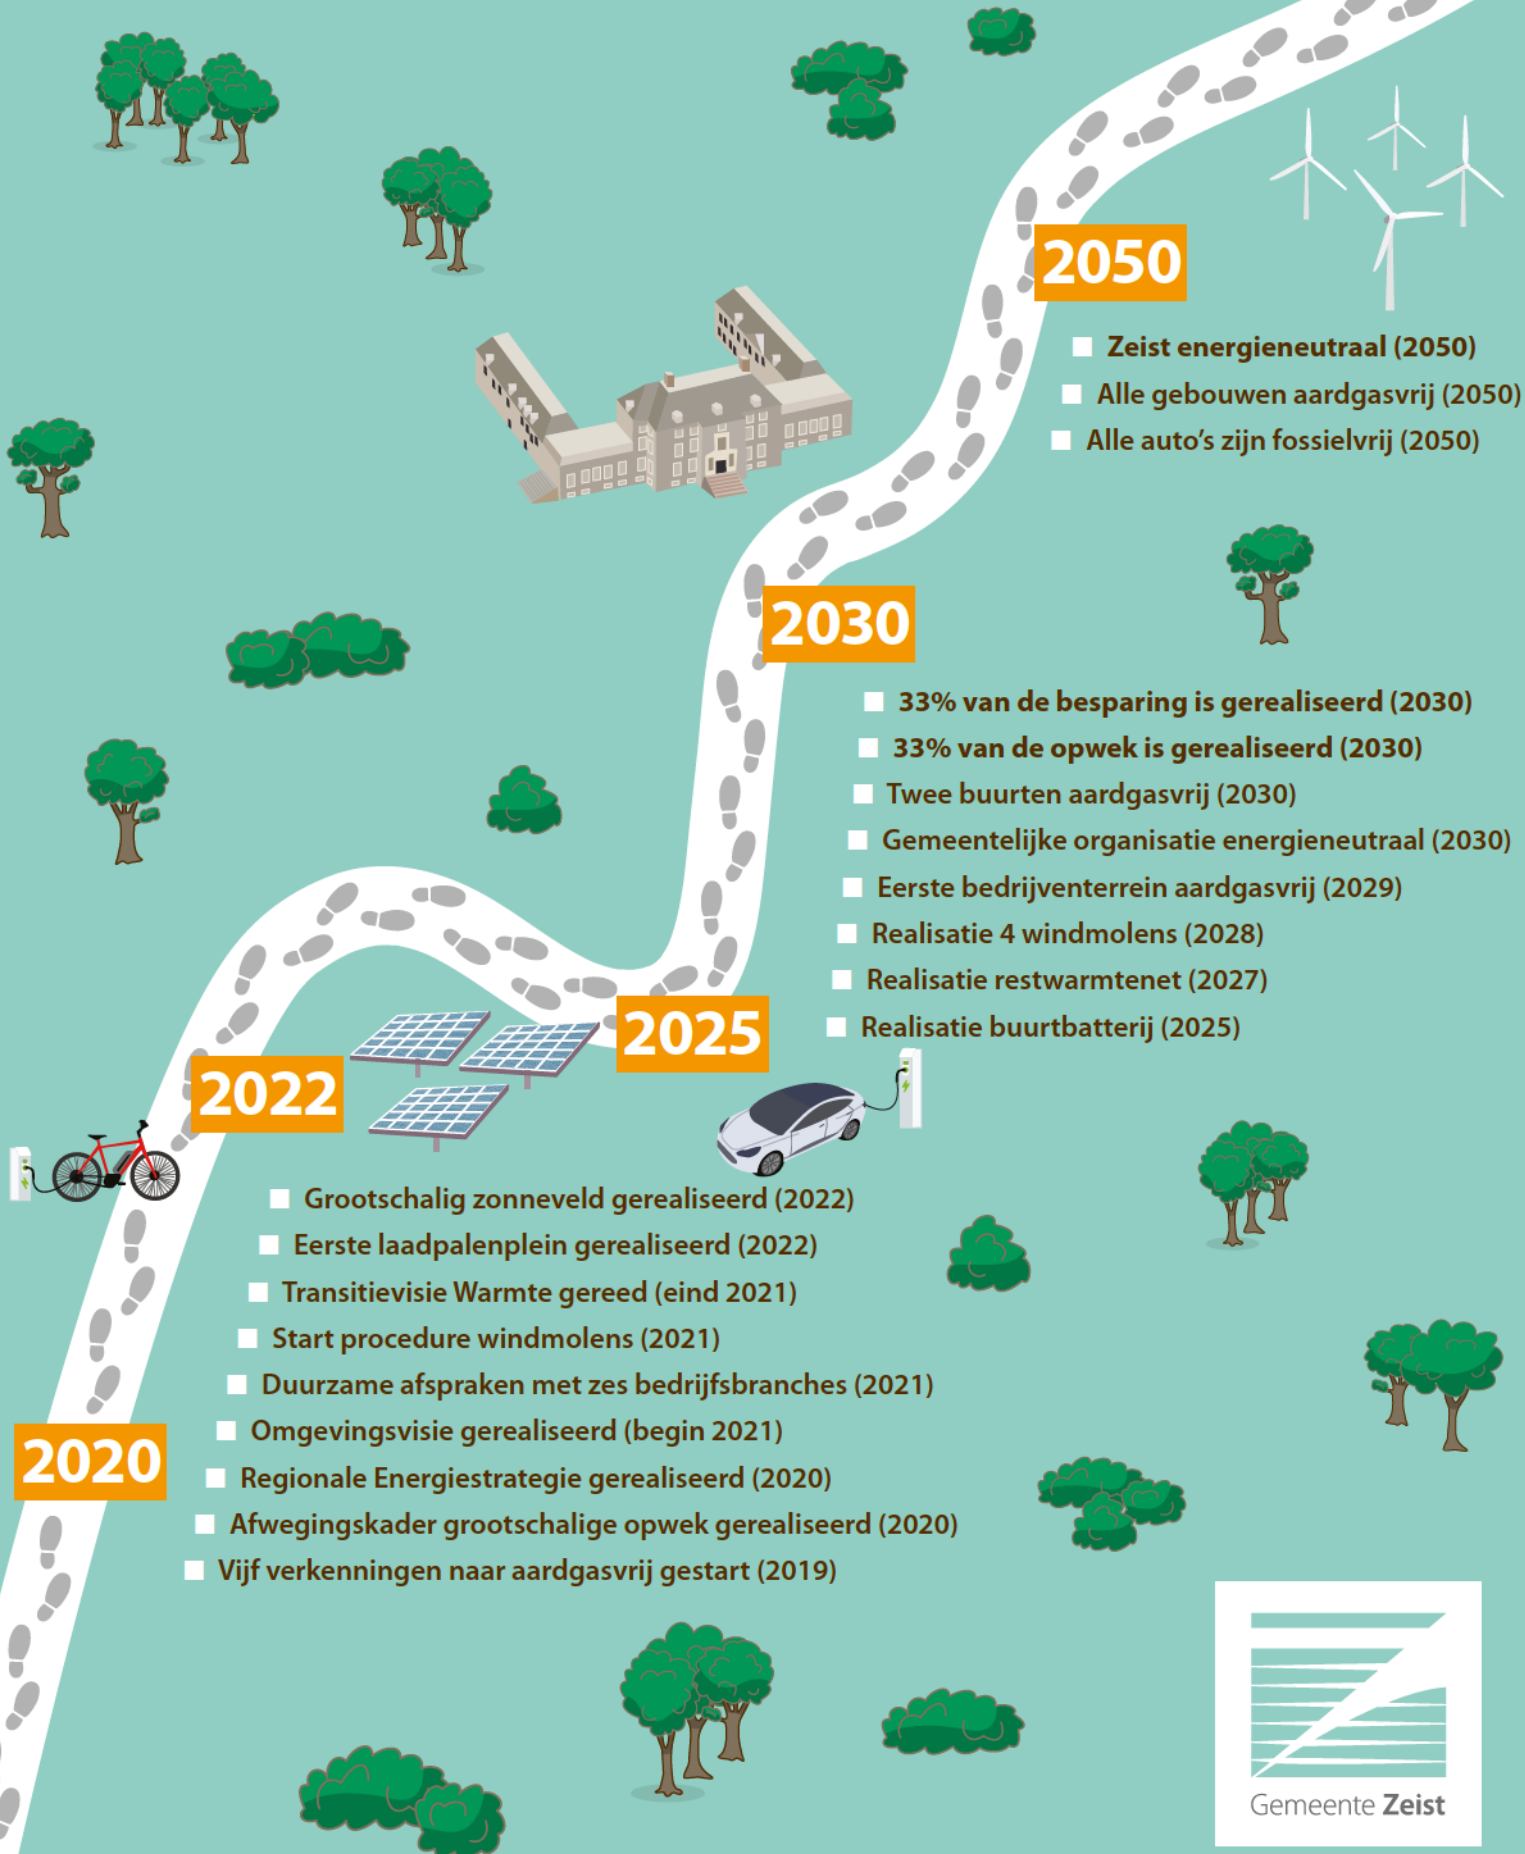 2050
Zeist energieneutraal (2050)
Alle gebouwen aardgasvrij (2050)
Alle auto's zijn fossielvrij (2050)
2030
33% van de besparing is gerealiseerd (2030)
33% van de opwek is gerealiseerd (2030)
Twee buurten aardgasvrij (2030)
Gemeentelijke organisatie energieneutraal (2030)
Eerste bedrijventerrein aardgasvrij (2029)
Realisatie 4 windmolens (2028)
Realisatie restwarmtenet (2027)
Realisatie buurtbatterij (2025)
2025
2022
Grootschalig zonneveld gerealiseerd (2022)
Eerste laadpalenplein gerealiseerd (2022)
Transitievisie Warmte gereed (eind 2021)
Start procedure windmolens (2021)
Duurzame afspraken met zes bedrijfsbranches (2021)
Omgevingsvisie gerealiseerd (begin 2021)
2020
Regionale Energiestrategie gerealiseerd (2020)
Afwegingskader grootschalige opwek gerealiseerd (2020)
Vijf verkenningen naar aardgasvrij gestart (2019)
Gemeente Zeist